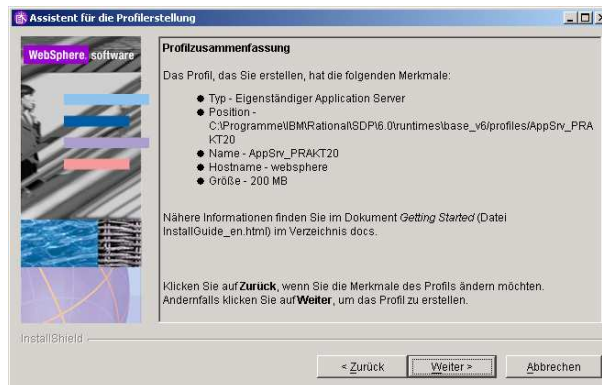 Assistent für die Profilerstellung
WebSphere. software
Profilzusammenfassung
Das Profil, das Sie erstellen, hat die folgenden Merkmale:
● Typ - Eigenständiger Application Server
● Position -
C:\Programme\IBM\Rational\SDP\6.0\runtimes\base_v6/profiles/AppSrv_PRA
KT20
● Name - AppSrv_PRAKT20
● Hostname - websphere
● Größe - 200 MB
Nähere Informationen finden Sie im Dokument Getting Started (Datei
InstallGuide_en.html) im Verzeichnis docs.
Klicken Sie auf Zurück, wenn Sie die Merkmale des Profils ändern möchten.
Andernfalls klicken Sie auf Weiter, um das Profil zu erstellen.
InstallShield
< Zurück Weiter > Abbrechen